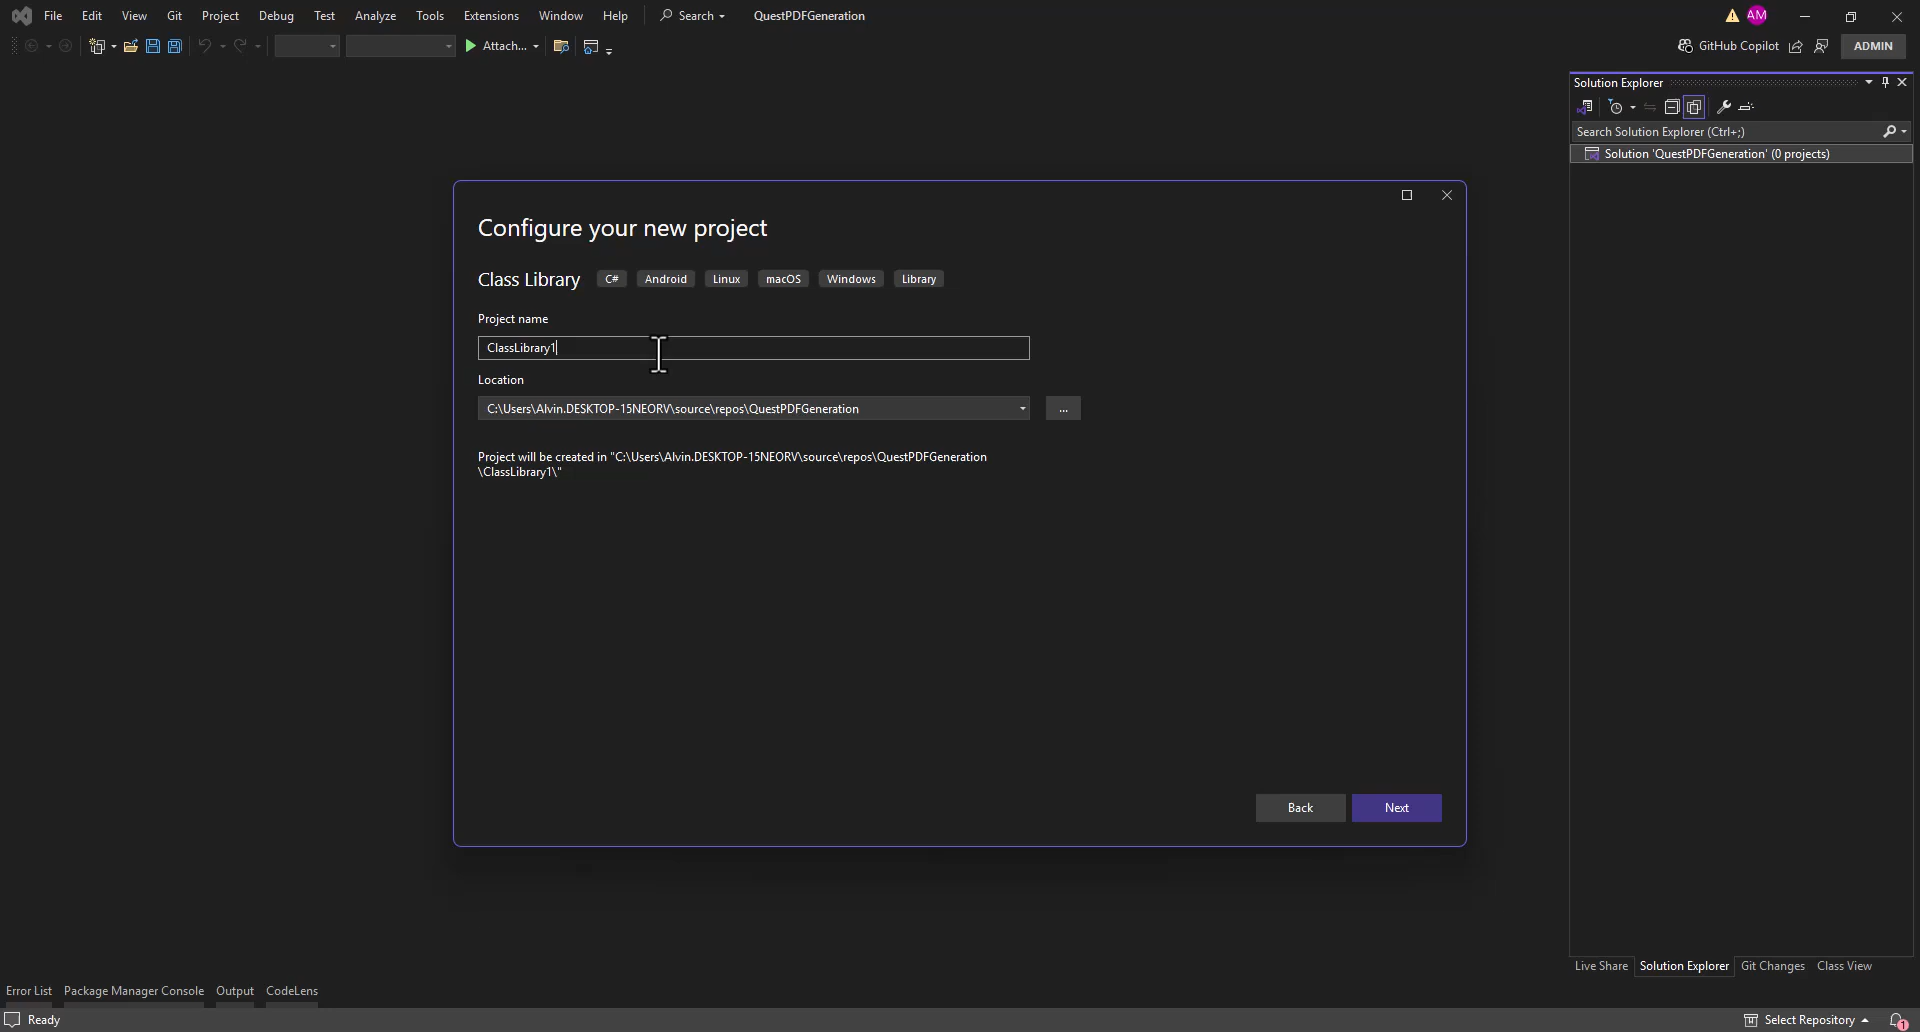 File Edit View Git Project Debug Test Analyze Tools Extensions Window Help Search QuestPDFGeneration AM
Attach... GitHub Copilot ADMIN
Solution Explorer
Search Solution Explorer (Ctrl+;)
Solution 'QuestPDFGeneration' (0 projects)
Configure your new project
Class Library C# Android Linux macOS Windows Library
Project name
ClassLibrary1
Location
C:\Users\Alvin.DESKTOP-15NEORV\source\repos\QuestPDFGeneration ...
Project will be created in "C:\Users\Alvin.DESKTOP-15NEORV\source\repos\QuestPDFGeneration
\ClassLibrary1\"
Back Next
Live Share Solution Explorer Git Changes Class View
Error List Package Manager Console Output CodeLens
Ready Select Repository 1